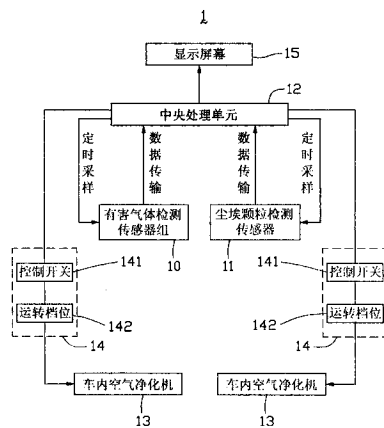 1
显示屏幕
15
12
中央处理单元
定时采样
数据传输
数据传输
定时采样
有害气体检测
传感器组
尘埃颗粒检测
传感器
10
11
控制开关
141
141
控制开关
运转档位
142
142
运转档位
14
14
车内空气净化机
车内空气净化机
13
13